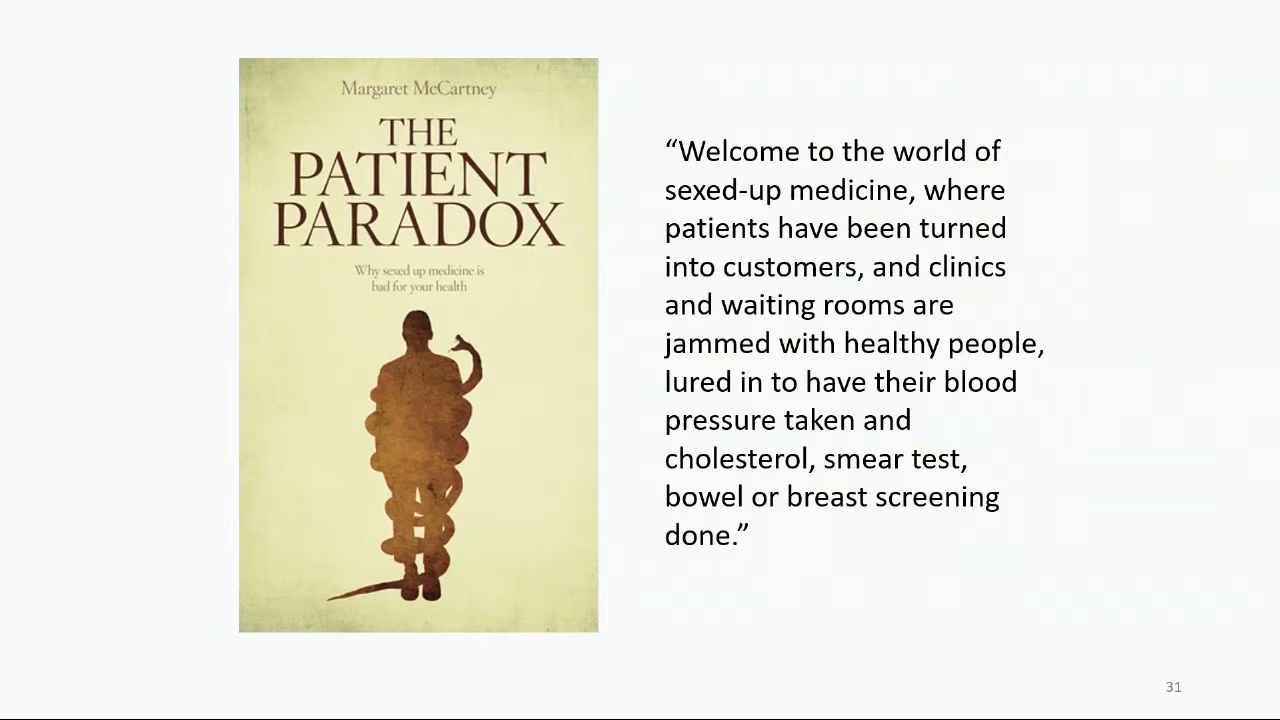 Margaret McCartney
THE
PATIENT
PARADOX
Why sexed up medicine is
bad for your health
“Welcome to the world of
sexed-up medicine, where
patients have been turned
into customers, and clinics
and waiting rooms are
jammed with healthy people,
lured in to have their blood
pressure taken and
cholesterol, smear test,
bowel or breast screening
done.”
31